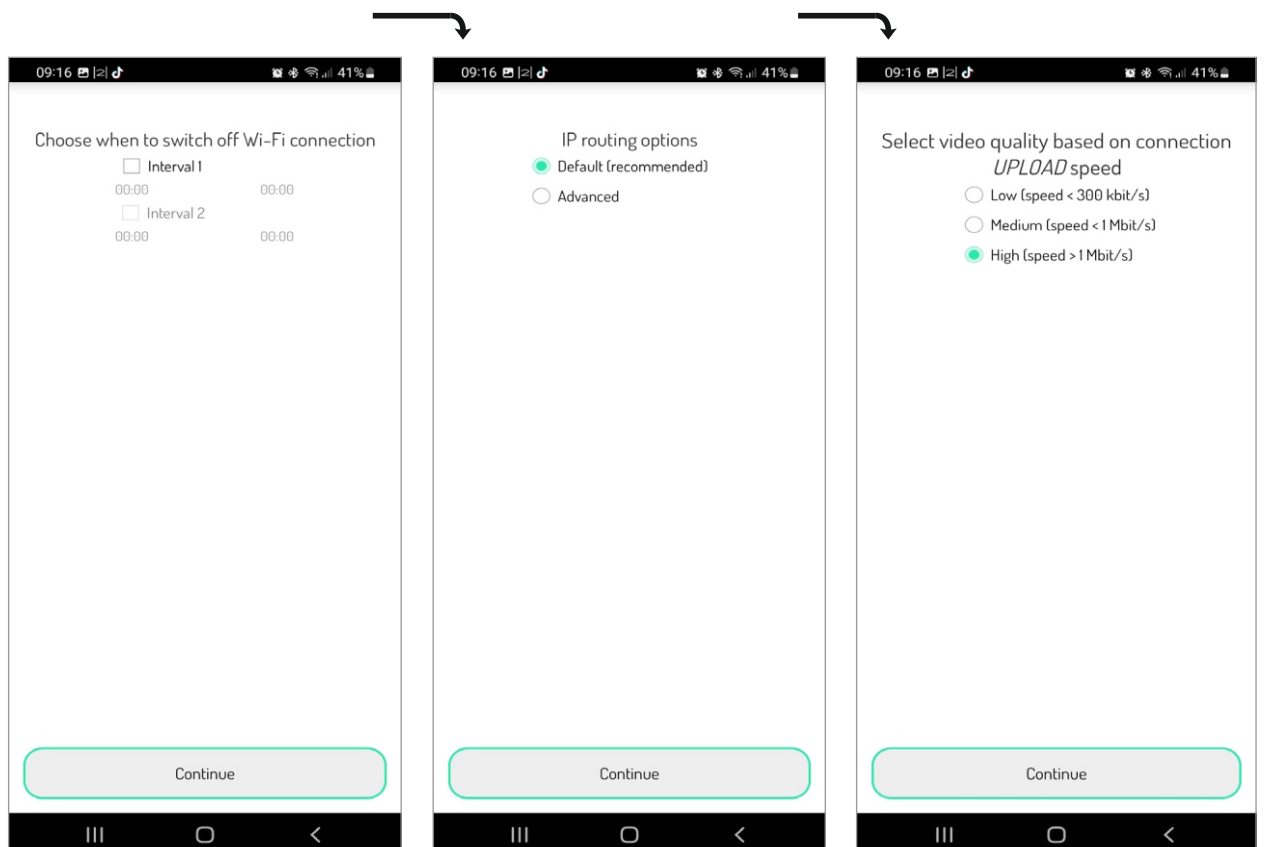 09:16 |2| 41%
Choose when to switch off Wi-Fi connection
Interval 1
00:00 00:00
Interval 2
00:00 00:00
Continue
09:16 |2| 41%
IP routing options
Default (recommended)
Advanced
Continue
09:16 |2| 41%
Select video quality based on connection
UPLOAD speed
Low (speed < 300 kbit/s)
Medium (speed < 1 Mbit/s)
High (speed > 1 Mbit/s)
Continue